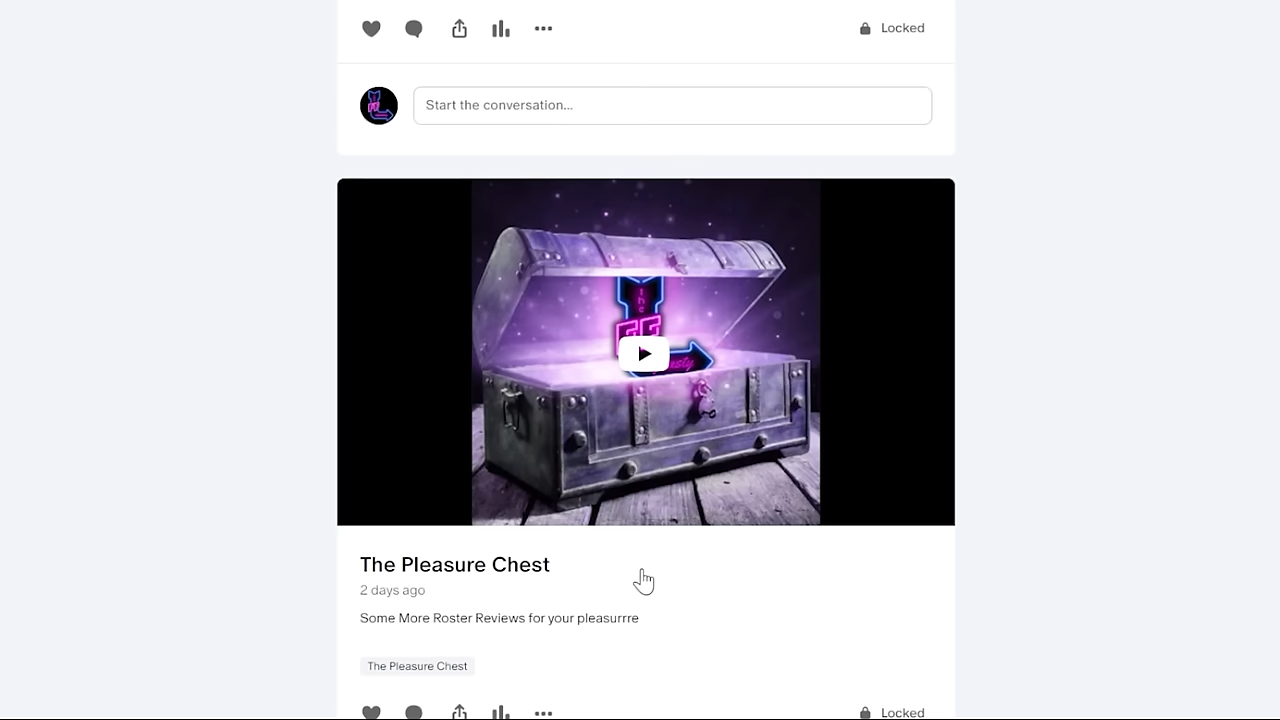 Locked
Start the conversation...
the
The Pleasure Chest
2 days ago
Some More Roster Reviews for your pleasurrre
The Pleasure Chest
Locked